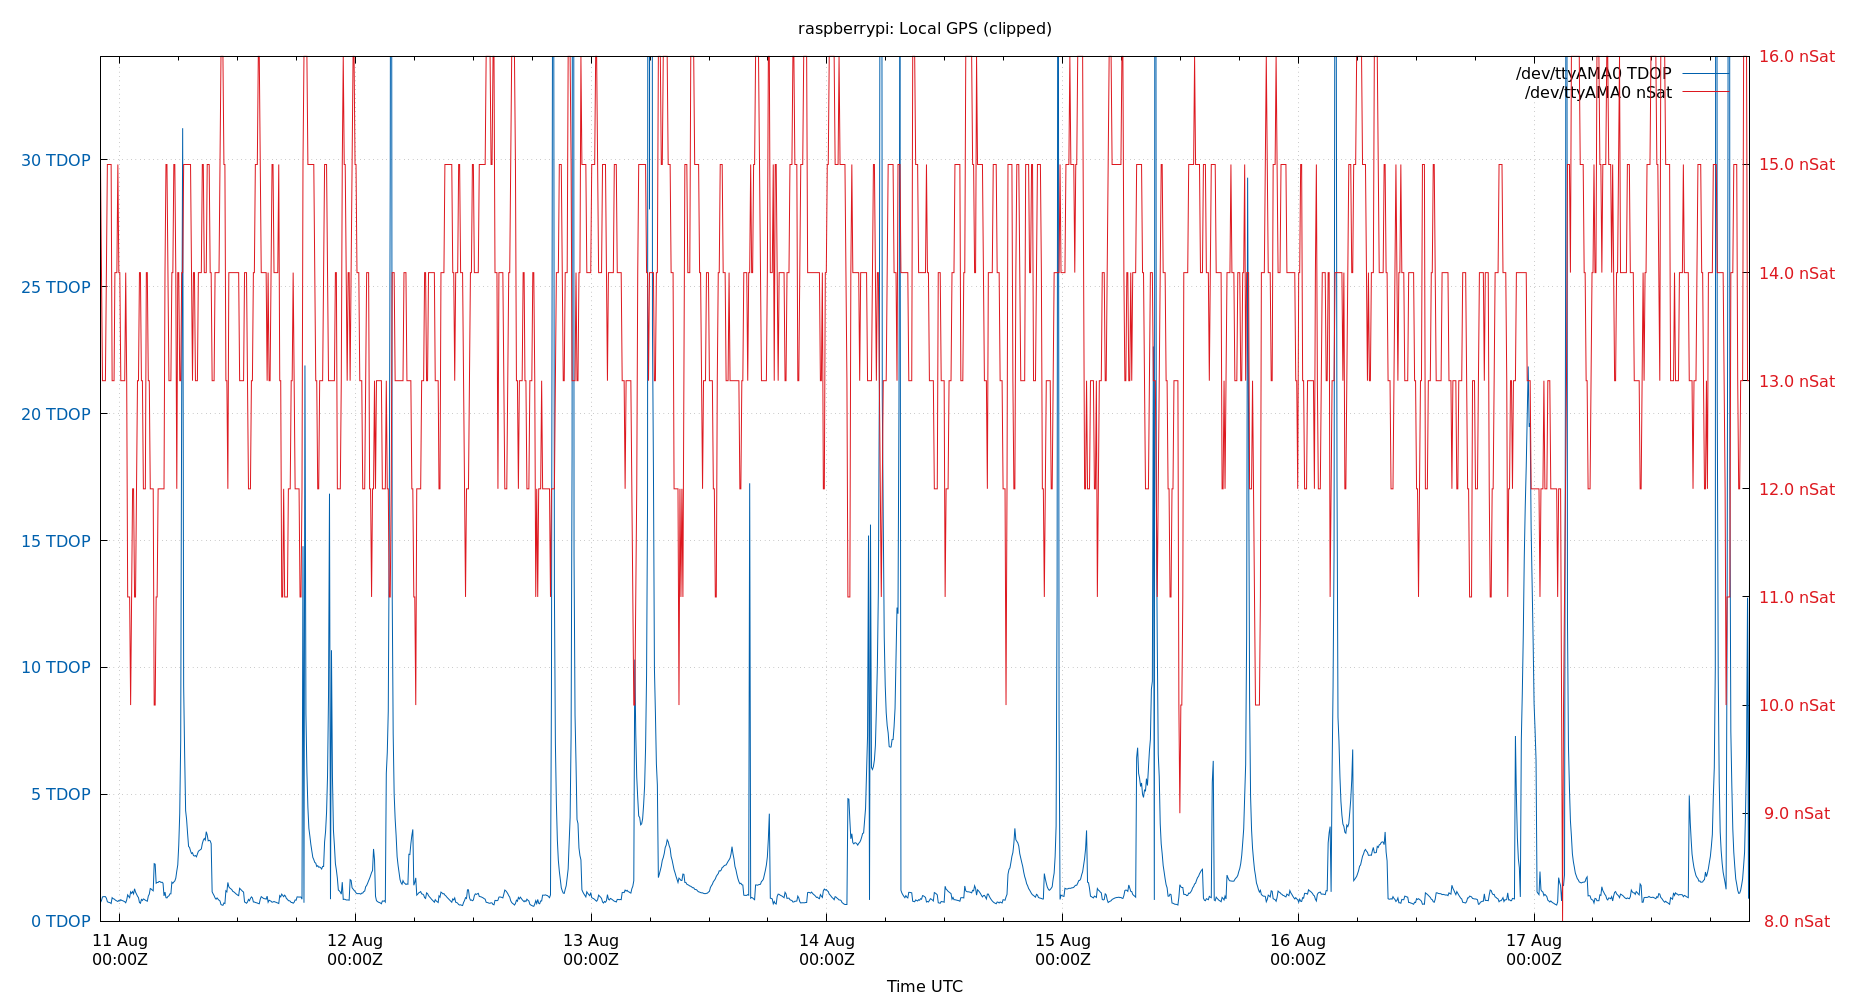 raspberrypi: Local GPS (clipped)
/dev/ttyAMA0 TDOP
/dev/ttyAMA0 nSat
30 TDOP
25 TDOP
20 TDOP
15 TDOP
10 TDOP
5 TDOP
0 TDOP
16.0 nSat
15.0 nSat
14.0 nSat
13.0 nSat
12.0 nSat
11.0 nSat
10.0 nSat
9.0 nSat
8.0 nSat
11 Aug 12 Aug 13 Aug 14 Aug 15 Aug 16 Aug 17 Aug
00:00Z 00:00Z 00:00Z 00:00Z 00:00Z 00:00Z 00:00Z
Time UTC